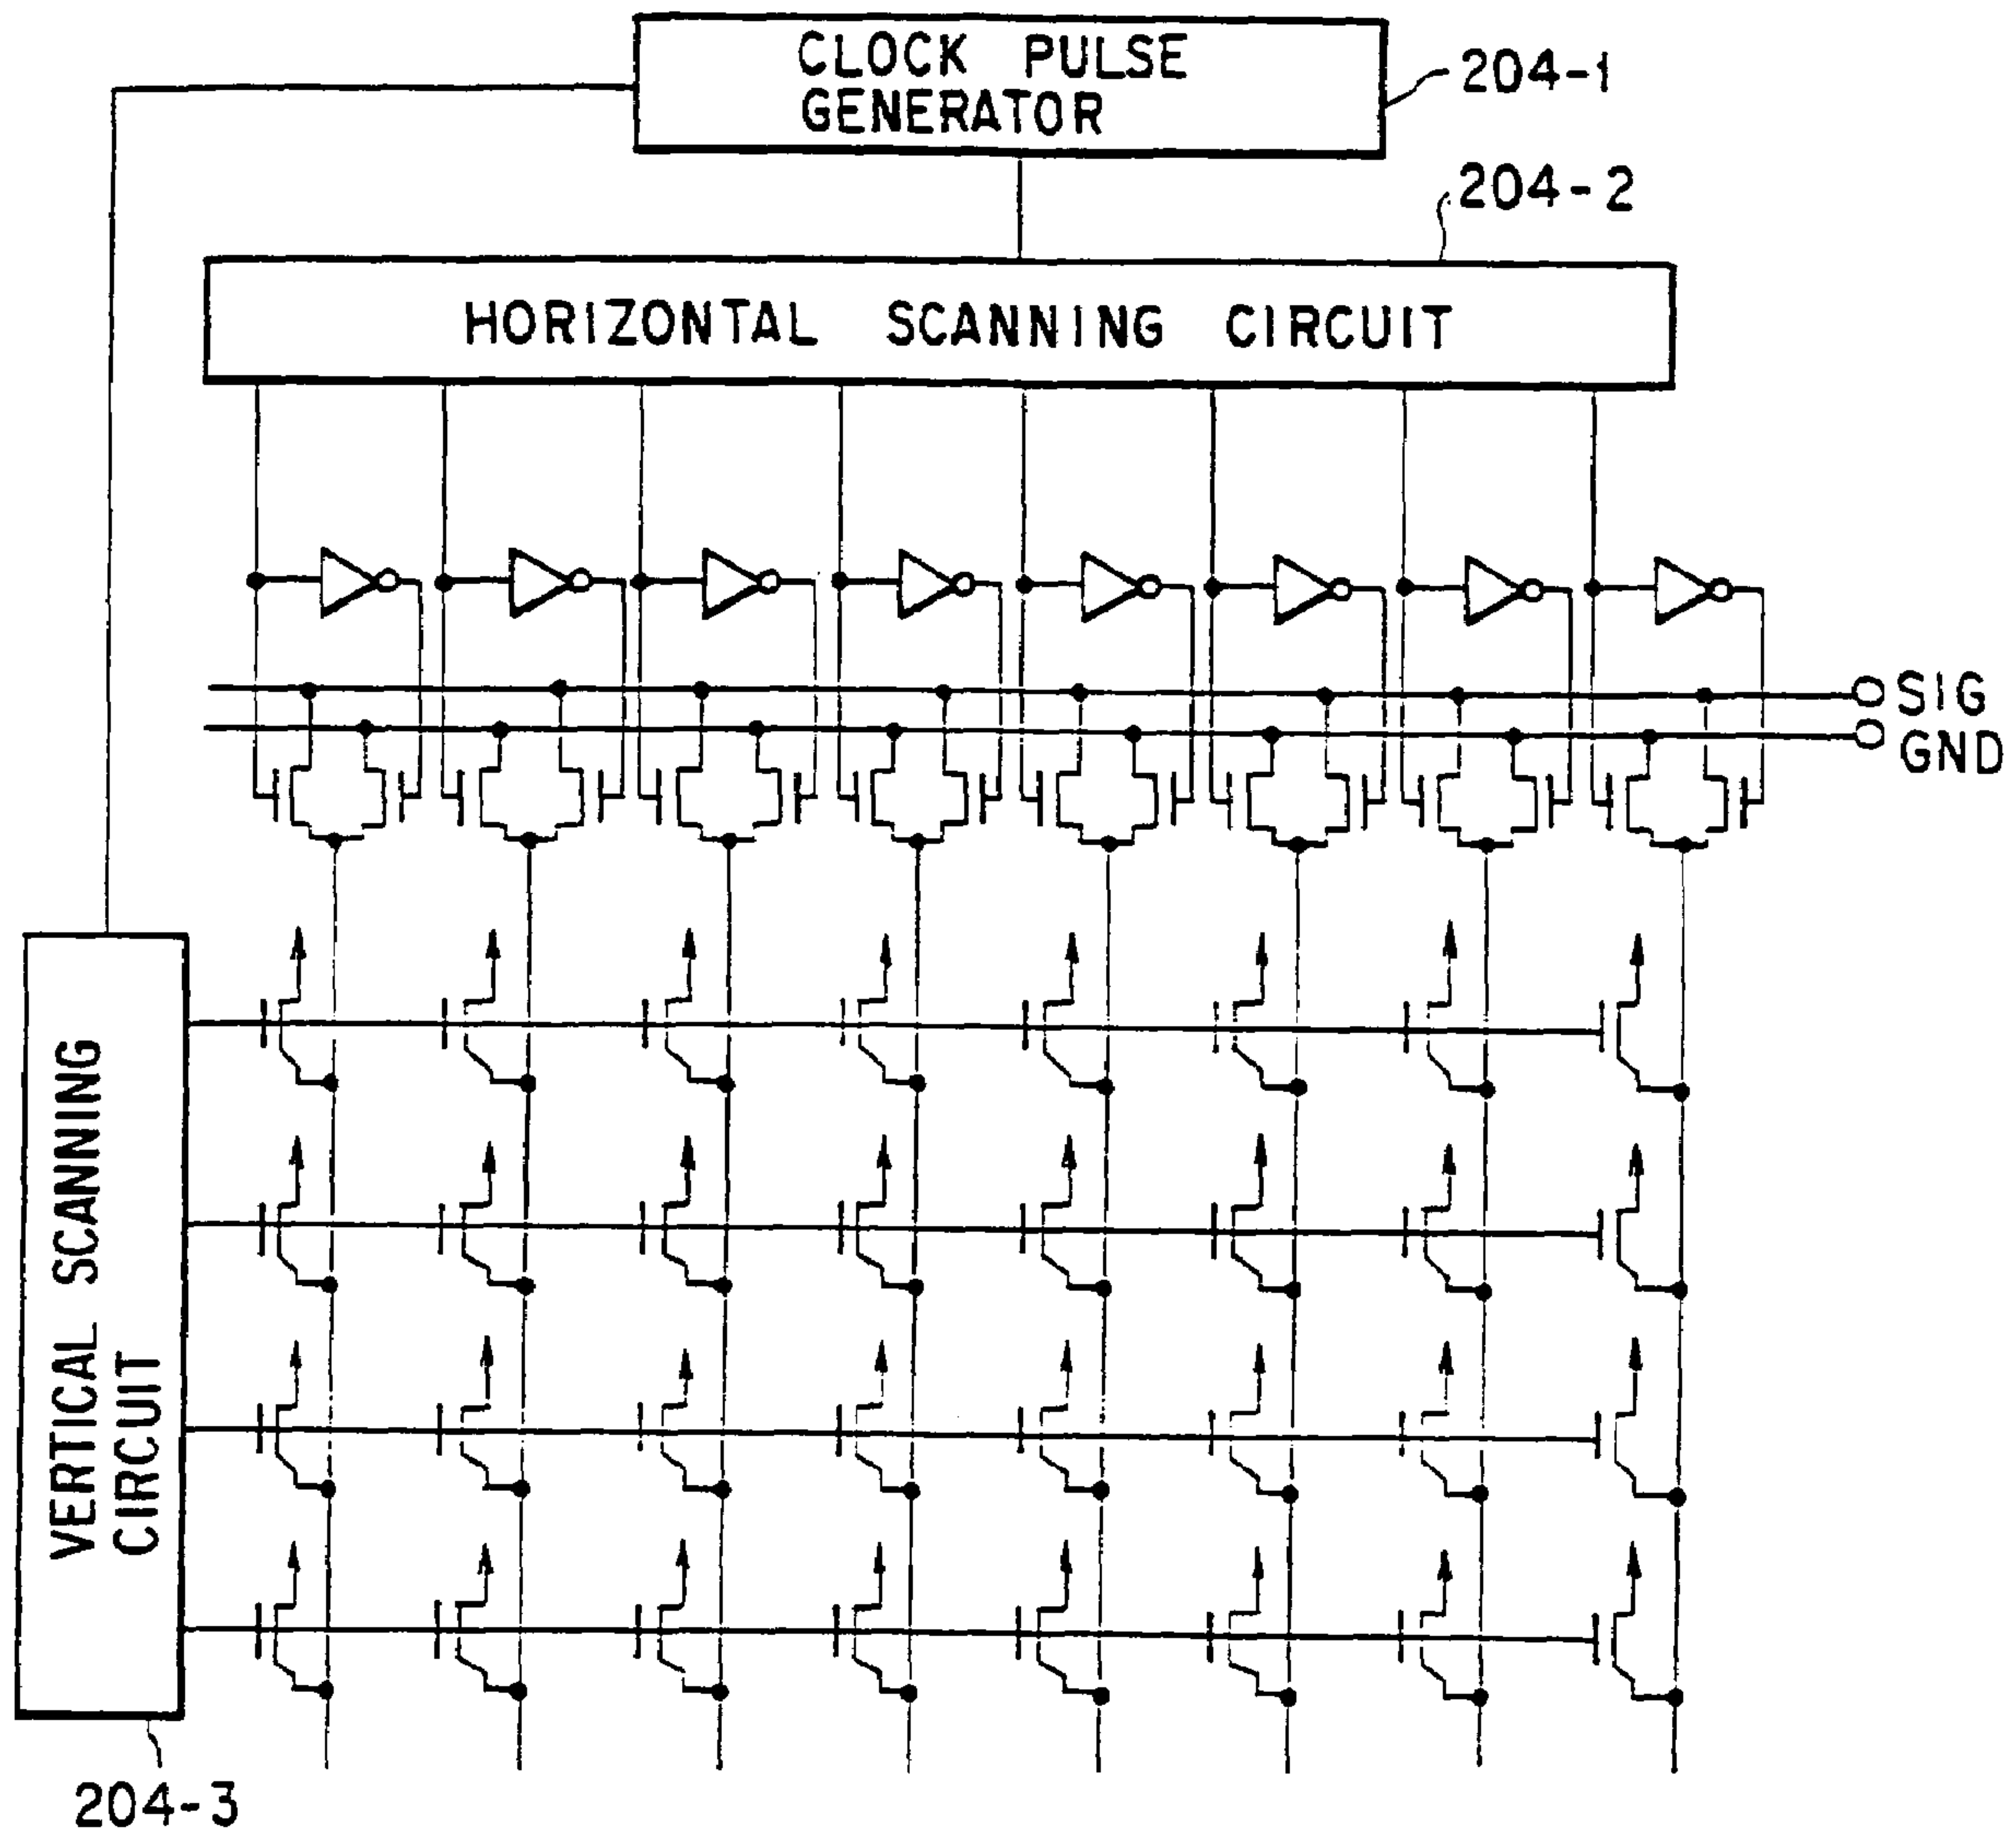 CLOCK PULSE
GENERATOR
204-1
204-2
HORIZONTAL SCANNING CIRCUIT
SIG
GND
VERTICAL SCANNING
CIRCUIT
204-3